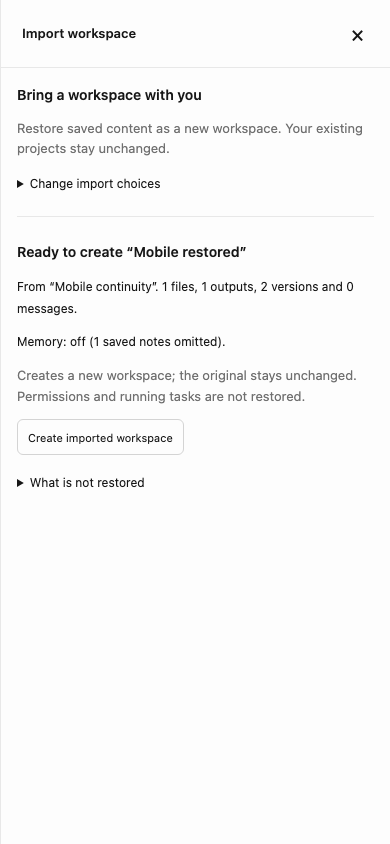 Import workspace
Bring a workspace with you
Restore saved content as a new workspace. Your existing
projects stay unchanged.
Change import choices
Ready to create “Mobile restored”
From “Mobile continuity”. 1 files, 1 outputs, 2 versions and 0
messages.
Memory: off (1 saved notes omitted).
Creates a new workspace; the original stays unchanged.
Permissions and running tasks are not restored.
Create imported workspace
What is not restored